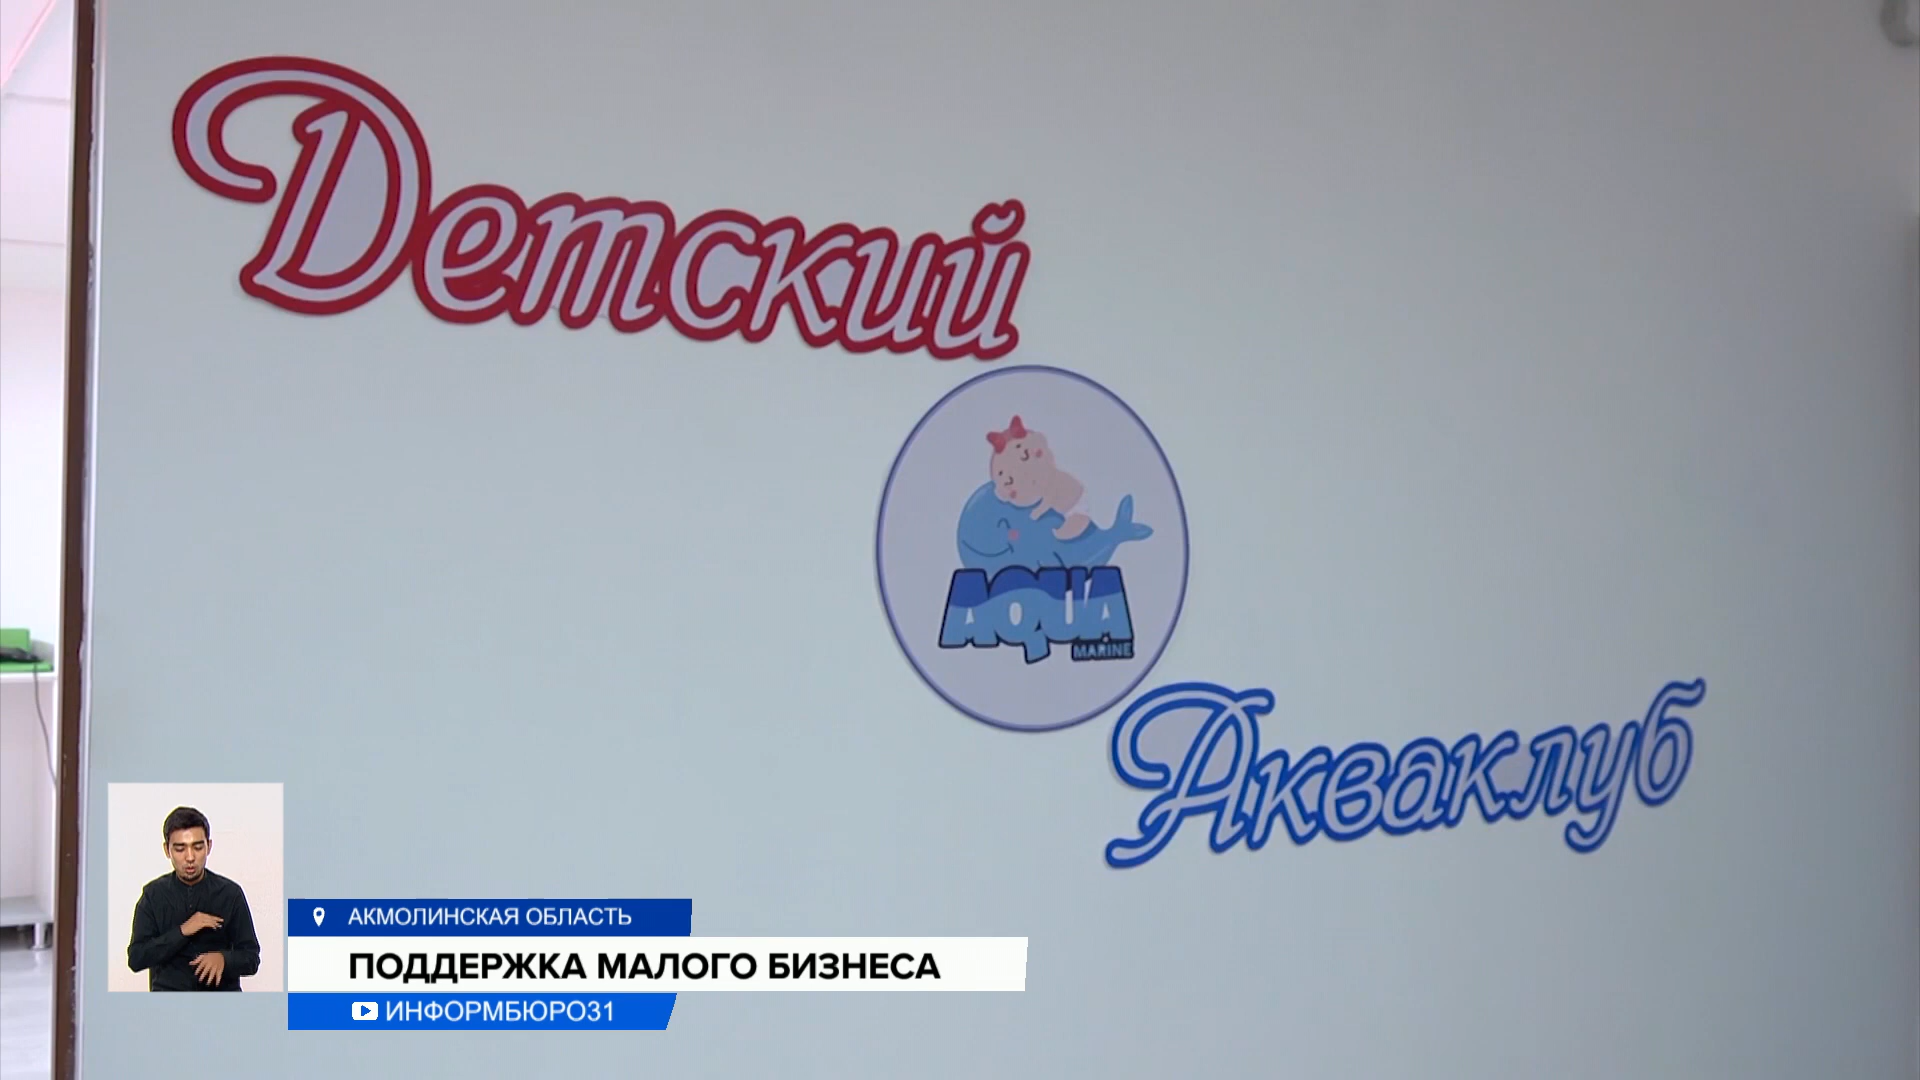 Детский
AQUA
MARINE
Акваклуб
АКМОЛИНСКАЯ ОБЛАСТЬ
ПОДДЕРЖКА МАЛОГО БИЗНЕСА
ИНФОРМБЮРО31